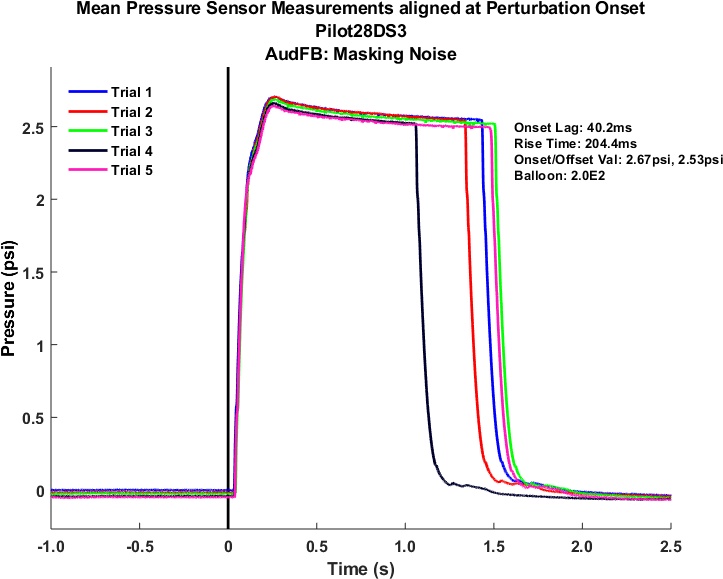 Mean Pressure Sensor Measurements aligned at Perturbation Onset
Pilot28DS3
AudFB: Masking Noise
Trial 1
Trial 2
Trial 3
Trial 4
Trial 5
Onset Lag: 40.2ms
Rise Time: 204.4ms
Onset/Offset Val: 2.67psi, 2.53psi
Balloon: 2.0E2
Pressure (psi)
2.5
2
1.5
1
0.5
0
-1.0 -0.5 0 0.5 1.0 1.5 2.0 2.5
Time (s)